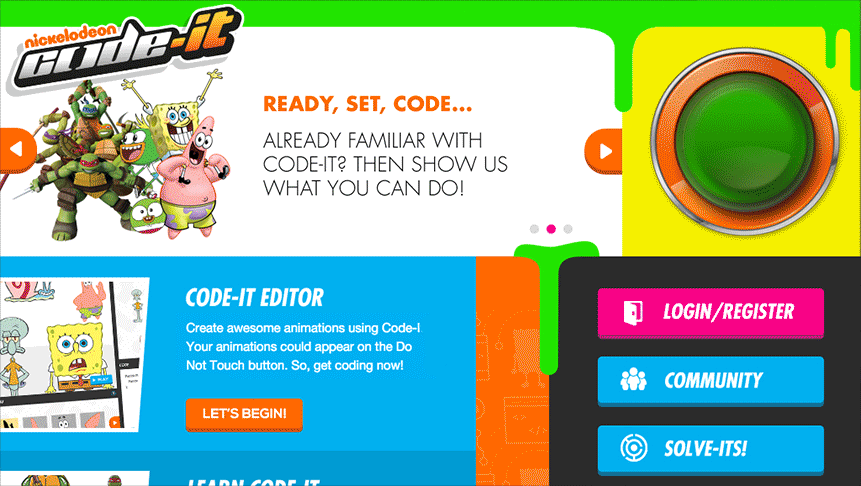 nickelodeon
code-it
READY, SET, CODE...
ALREADY FAMILIAR WITH
CODE-IT? THEN SHOW US
WHAT YOU CAN DO!
CODE-IT EDITOR
Create awesome animations using Code-I
Your animations could appear on the Do
Not Touch button. So, get coding now!
LET'S BEGIN!
LEARN CODE-IT
LOGIN/REGISTER
COMMUNITY
SOLVE-ITS!